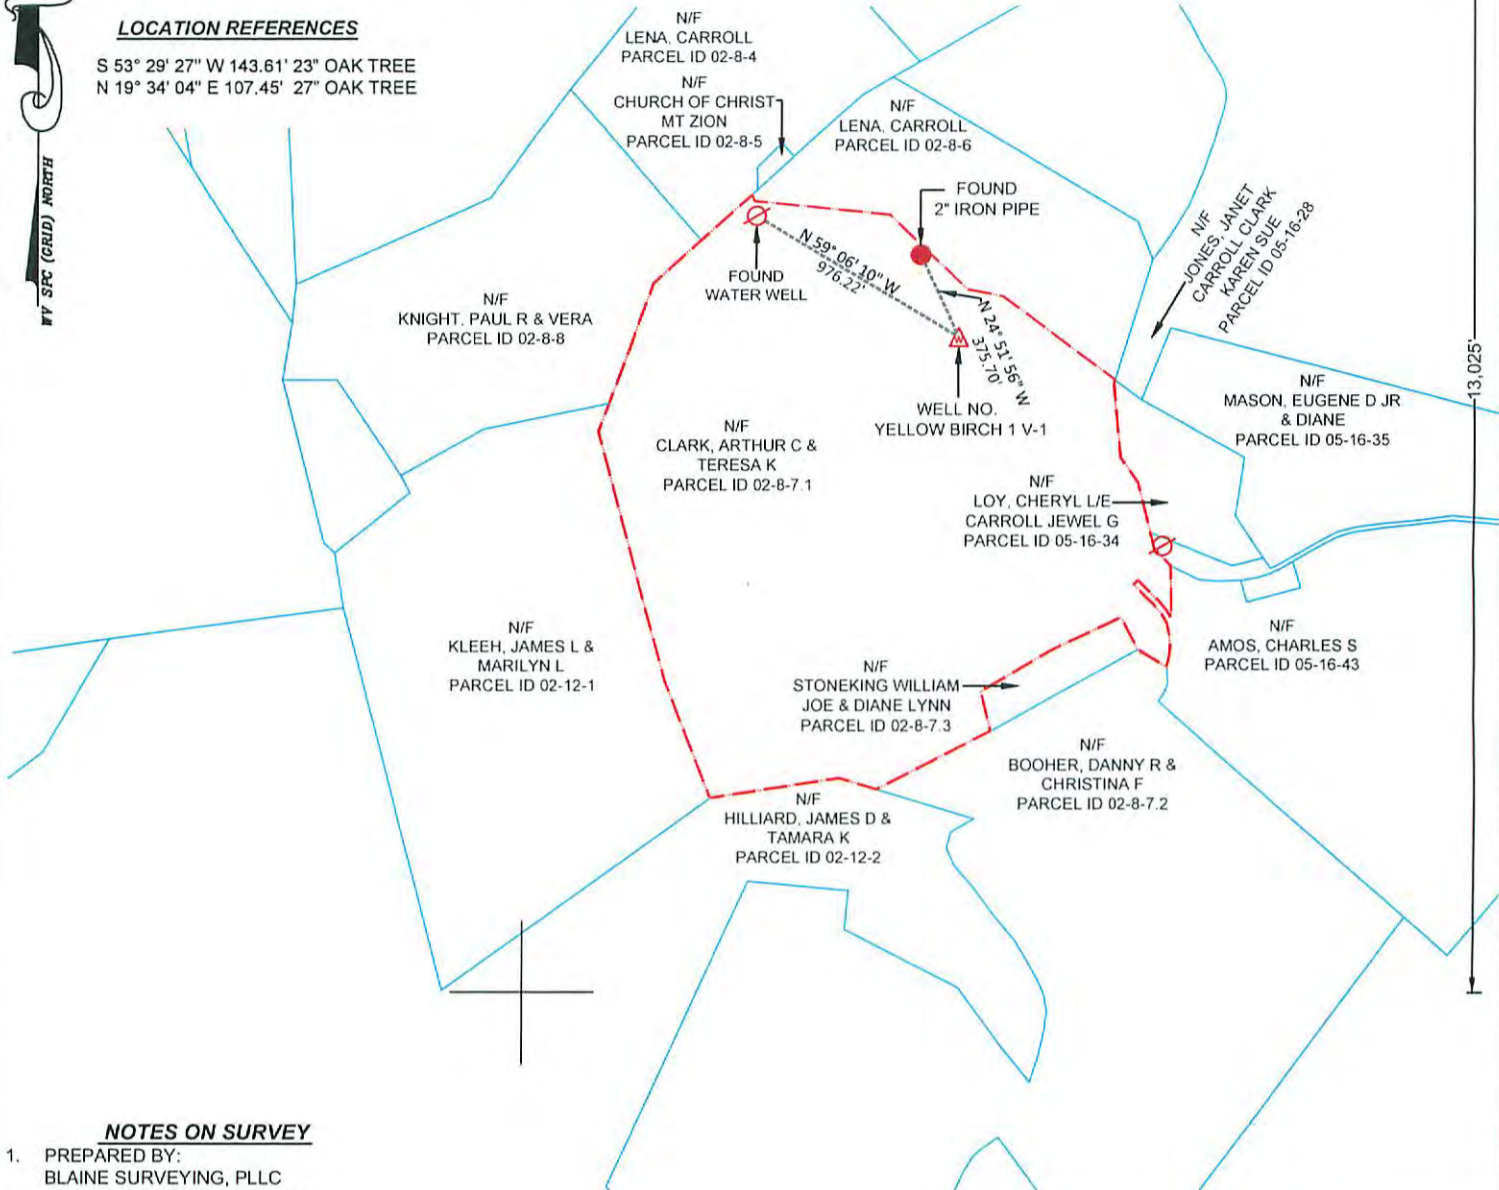 LOCATION REFERENCES
S 53° 29' 27" W 143.61' 23" OAK TREE
N 19° 34' 04" E 107.45' 27" OAK TREE
WV SPC (GRID) NORTH
N/F
LENA, CARROLL
PARCEL ID 02-8-4
N/F
CHURCH OF CHRIST
MT ZION
PARCEL ID 02-8-5
N/F
LENA, CARROLL
PARCEL ID 02-8-6
FOUND
2" IRON PIPE
N/F
JONES, JANET
CARROLL CLARK
KAREN SUE
PARCEL ID 05-16-28
FOUND
WATER WELL
N 59° 06' 10" W
976.22'
N 24° 51' 56" W
375.70'
W
WELL NO.
YELLOW BIRCH 1 V-1
N/F
KNIGHT, PAUL R & VERA
PARCEL ID 02-8-8
N/F
MASON, EUGENE D JR
& DIANE
PARCEL ID 05-16-35
13,025'
N/F
CLARK, ARTHUR C &
TERESA K
PARCEL ID 02-8-7.1
N/F
LOY, CHERYL L/E
CARROLL JEWEL G
PARCEL ID 05-16-34
N/F
KLEEH, JAMES L &
MARILYN L
PARCEL ID 02-12-1
N/F
STONEKING WILLIAM
JOE & DIANE LYNN
PARCEL ID 02-8-7.3
N/F
AMOS, CHARLES S
PARCEL ID 05-16-43
N/F
BOOHER, DANNY R &
CHRISTINA F
PARCEL ID 02-8-7.2
N/F
HILLIARD, JAMES D &
TAMARA K
PARCEL ID 02-12-2
NOTES ON SURVEY
1. PREPARED BY:
BLAINE SURVEYING, PLLC